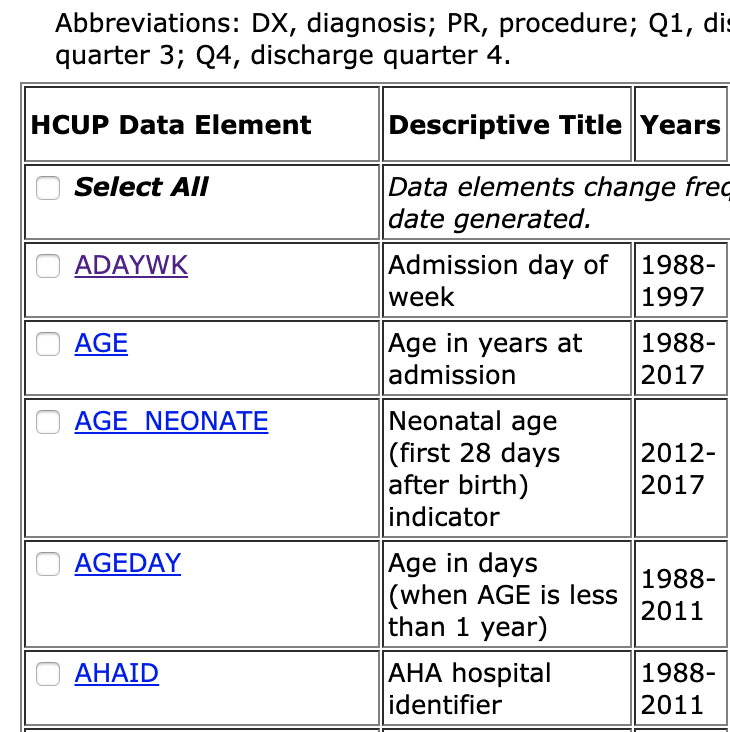 Abbreviations: DX, diagnosis; PR, procedure; Q1,
quarter 3; Q4, discharge quarter 4.
HCUP Data Element
Descriptive Title
Years
Select All
Data elements change
date generated.
ADAYWK
Admission day of
week
1988-
1997
AGE
Age in years at
admission
1988-
2017
AGE_NEONATE
Neonatal age
(first 28 days
after birth)
indicator
2012-
2017
AGEDAY
Age in days
(when AGE is less
than 1 year)
1988-
2011
AHAID
AHA hospital
identifier
1988-
2011